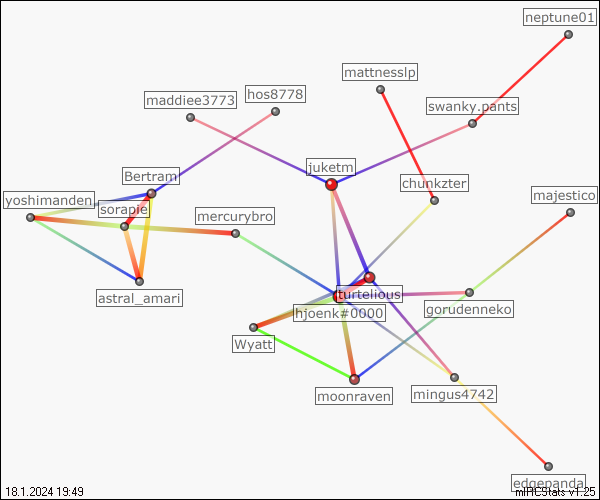 neptune01
mattnesslp
hos8778
maddiee3773
swanky.pants
juketm
Bertram
chunkzter
majestico
yoshimanden
sorapie
mercurybro
astral_amari
turtelious
gorudenneko
hjoenk#0000
Wyatt
moonraven
mingus4742
edgepanda
18.1.2024 19:49
mIRCStats v1.25